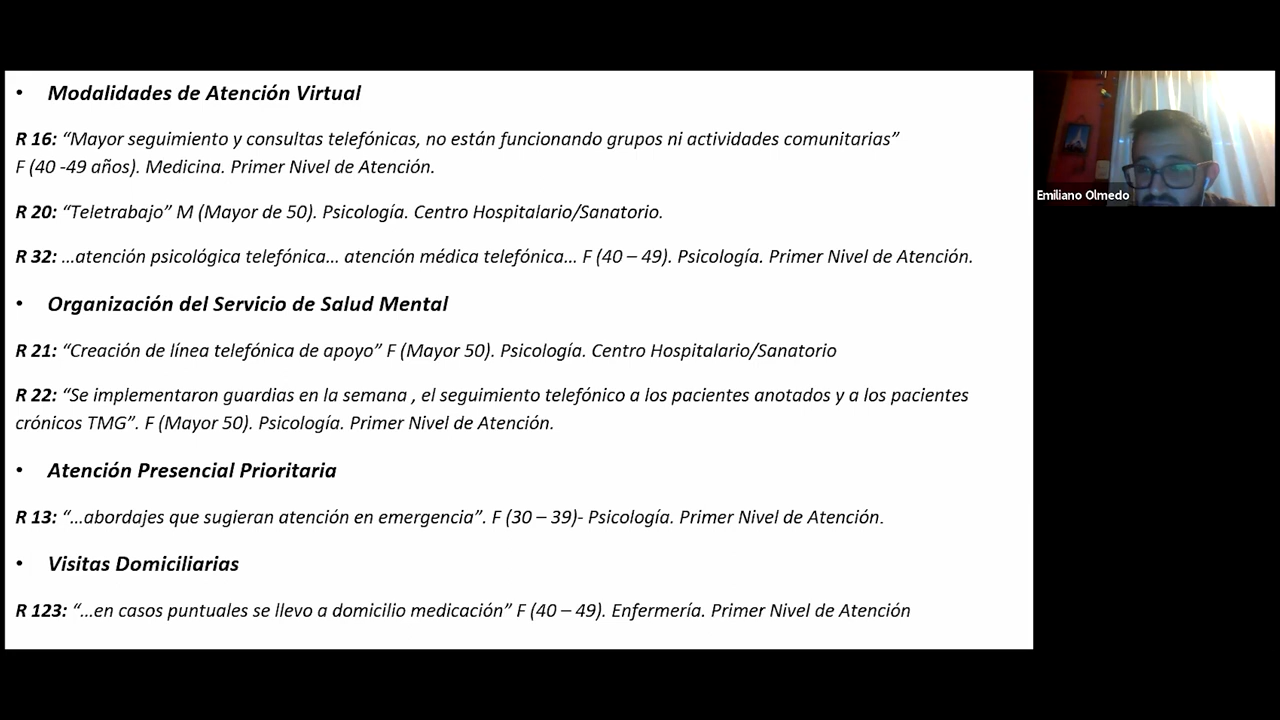 • Modalidades de Atención Virtual
R 16: “Mayor seguimiento y consultas telefónicas, no están funcionando grupos ni actividades comunitarias”
F (40 -49 años). Medicina. Primer Nivel de Atención.
R 20: “Teletrabajo” M (Mayor de 50). Psicología. Centro Hospitalario/Sanatorio.
R 32: …atención psicológica telefónica… atención médica telefónica… F (40 – 49). Psicología. Primer Nivel de Atención.
• Organización del Servicio de Salud Mental
R 21: “Creación de línea telefónica de apoyo” F (Mayor 50). Psicología. Centro Hospitalario/Sanatorio
R 22: “Se implementaron guardias en la semana , el seguimiento telefónico a los pacientes anotados y a los pacientes
crónicos TMG”. F (Mayor 50). Psicología. Primer Nivel de Atención.
• Atención Presencial Prioritaria
R 13: “…abordajes que sugieran atención en emergencia”. F (30 – 39)- Psicología. Primer Nivel de Atención.
• Visitas Domiciliarias
R 123: “…en casos puntuales se llevo a domicilio medicación” F (40 – 49). Enfermería. Primer Nivel de Atención
Emiliano Olmedo